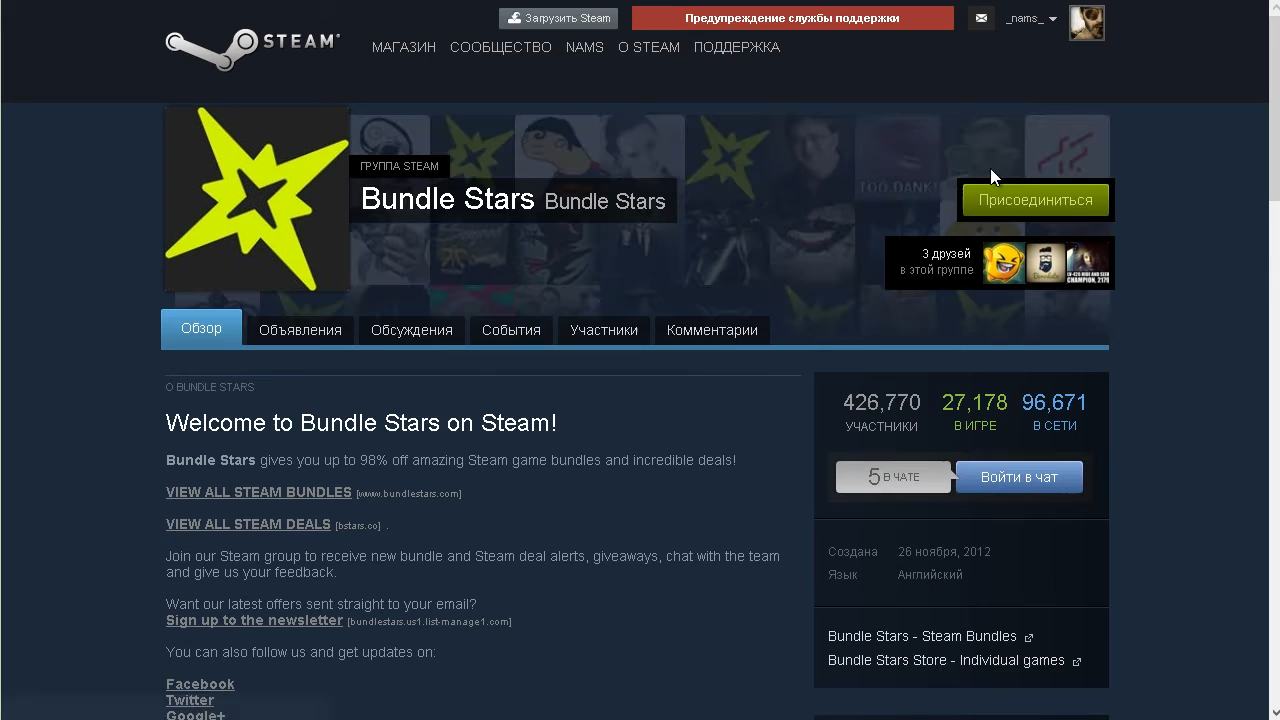 Загрузить Steam
Предупреждение службы поддержки
_nams_
STEAM
МАГАЗИН СООБЩЕСТВО NAMS О STEAM ПОДДЕРЖКА
TOO DANK!
ГРУППА STEAM
Bundle Stars Bundle Stars
Присоединиться
3 друзей
в этой группе
CHAMPION, 217
Обзор Объявления Обсуждения События Участники Комментарии
О BUNDLE STARS
Welcome to Bundle Stars on Steam!
Bundle Stars gives you up to 98% off amazing Steam game bundles and incredible deals!
VIEW ALL STEAM BUNDLES [www.bundlestars.com]
VIEW ALL STEAM DEALS [bstars.co] .
Join our Steam group to receive new bundle and Steam deal alerts, giveaways, chat with the team
and give us your feedback.
Want our latest offers sent straight to your email?
Sign up to the newsletter [bundlestars.us1.list-manage1.com]
You can also follow us and get updates on:
Facebook
Twitter
Google+
426,770 27,178 96,671
УЧАСТНИКИ В ИГРЕ В СЕТИ
5 В ЧАТЕ Войти в чат
Создана 26 ноября, 2012
Язык Английский
Bundle Stars - Steam Bundles
Bundle Stars Store - Individual games